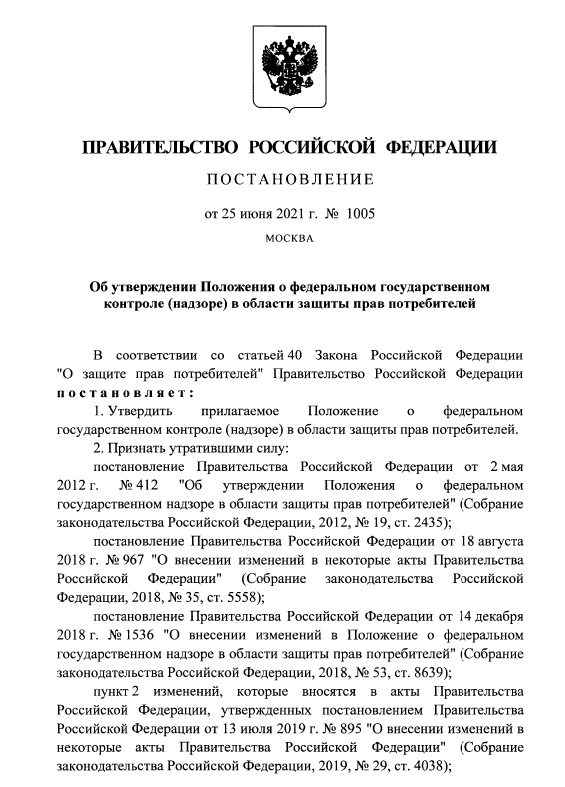 ПРАВИТЕЛЬСТВО РОССИЙСКОЙ ФЕДЕРАЦИИ
ПОСТАНОВЛЕНИЕ
от 25 июня 2021 г. № 1005
МОСКВА
Об утверждении Положения о федеральном государственном
контроле (надзоре) в области защиты прав потребителей
В соответствии со статьей 40 Закона Российской Федерации
"О защите прав потребителей" Правительство Российской Федерации
постановляет:
1. Утвердить прилагаемое Положение о федеральном
государственном контроле (надзоре) в области защиты прав потребителей.
2. Признать утратившими силу:
постановление Правительства Российской Федерации от 2 мая
2012 г. № 412 "Об утверждении Положения о федеральном
государственном надзоре в области защиты прав потребителей" (Собрание
законодательства Российской Федерации, 2012, № 19, ст. 2435);
постановление Правительства Российской Федерации от 18 августа
2018 г. № 967 "О внесении изменений в некоторые акты Правительства
Российской Федерации" (Собрание законодательства Российской
Федерации, 2018, № 35, ст. 5558);
постановление Правительства Российской Федерации от 14 декабря
2018 г. № 1536 "О внесении изменений в Положение о федеральном
государственном надзоре в области защиты прав потребителей" (Собрание
законодательства Российской Федерации, 2018, № 53, ст. 8639);
пункт 2 изменений, которые вносятся в акты Правительства
Российской Федерации, утвержденных постановлением Правительства
Российской Федерации от 13 июля 2019 г. № 895 "О внесении изменений в
некоторые акты Правительства Российской Федерации" (Собрание
законодательства Российской Федерации, 2019, № 29, ст. 4038);